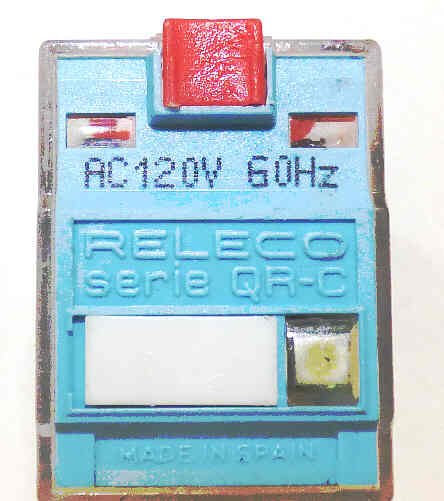 AC120V 60Hz
RELECO
serie QR-C
MADE IN SPAIN